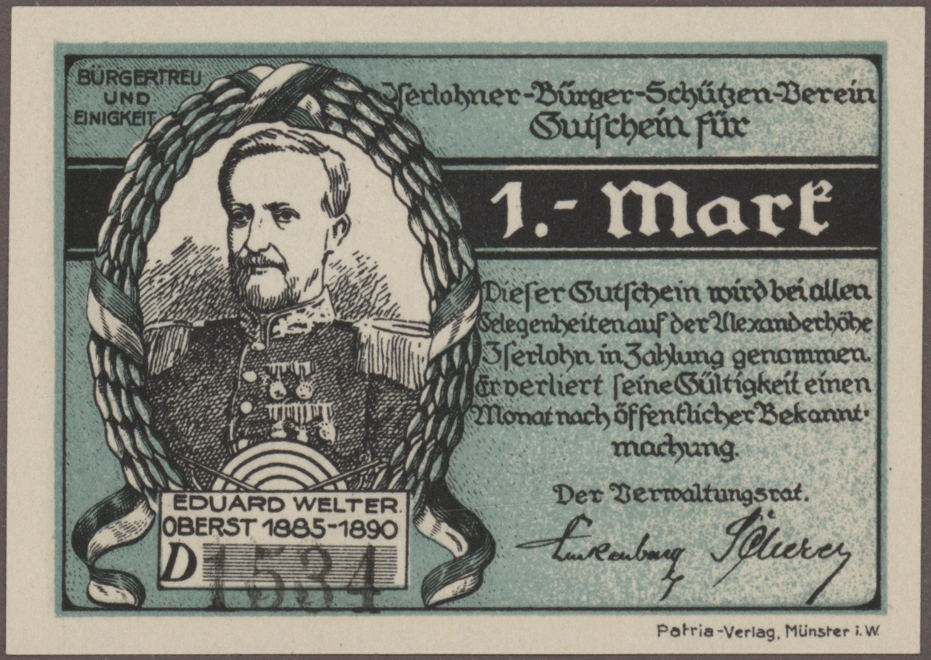 BÜRGERTREU
UND
EINIGKEIT
Iserlohner-Bürger-Schützen-Verein
Gutschein für
1.- Mark
Dieser Gutschein wird bei allen
Gelegenheiten auf der Alexanderhöhe
Iserlohn in Zahlung genommen.
Er verliert seine Gültigkeit einen
Monat nach öffentlicher Bekannt-
machung.
Der Verwaltungsrat.
Scherer
EDUARD WELTER.
OBERST 1885-1890
D 1534
Patria-Verlag, Münster i.W.